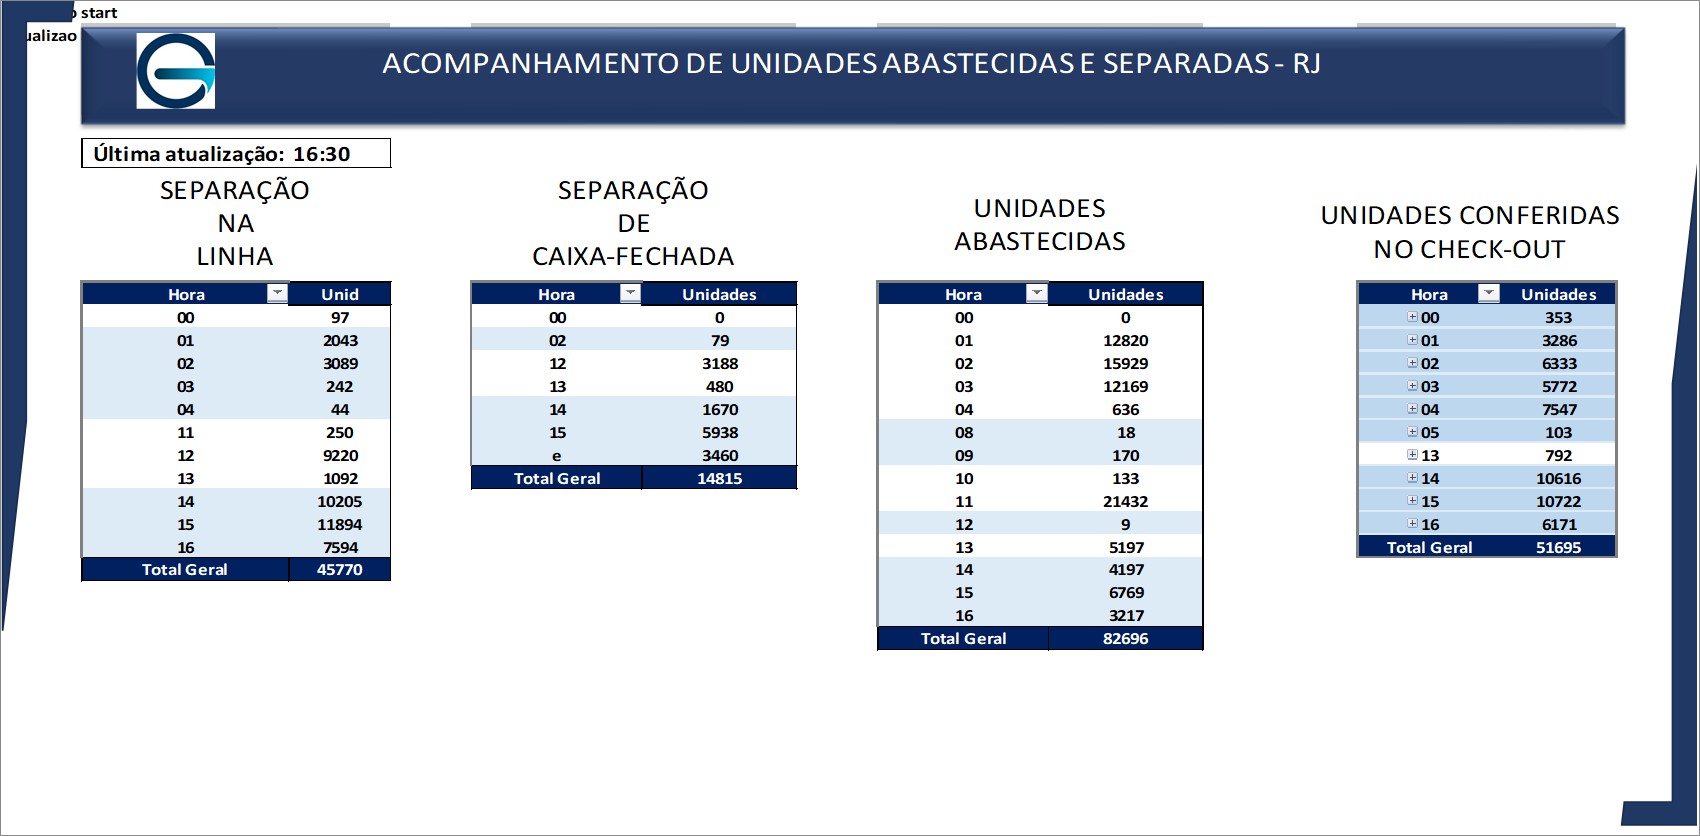 start
ualizao
ACOMPANHAMENTO DE UNIDADES ABASTECIDAS E SEPARADAS - RJ
Última atualização: 16:30
SEPARAÇÃO
NA
LINHA
Hora Unid
00 97
01 2043
02 3089
03 242
04 44
11 250
12 9220
13 1092
14 10205
15 11894
16 7594
Total Geral 45770
SEPARAÇÃO
DE
CAIXA-FECHADA
Hora Unidades
00 0
02 79
12 3188
13 480
14 1670
15 5938
e 3460
Total Geral 14815
UNIDADES
ABASTECIDAS
Hora Unidades
00 0
01 12820
02 15929
03 12169
04 636
08 18
09 170
10 133
11 21432
12 9
13 5197
14 4197
15 6769
16 3217
Total Geral 82696
UNIDADES CONFERIDAS
NO CHECK-OUT
Hora Unidades
00 353
01 3286
02 6333
03 5772
04 7547
05 103
13 792
14 10616
15 10722
16 6171
Total Geral 51695